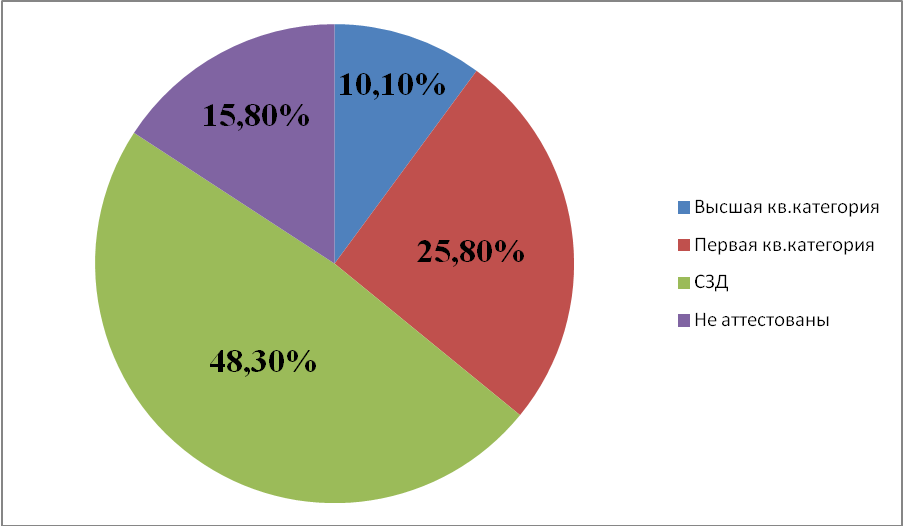 10,10%
15,80%
25,80%
48,30%
Высшая кв.категория
Первая кв.категория
СЗД
Не аттестованы